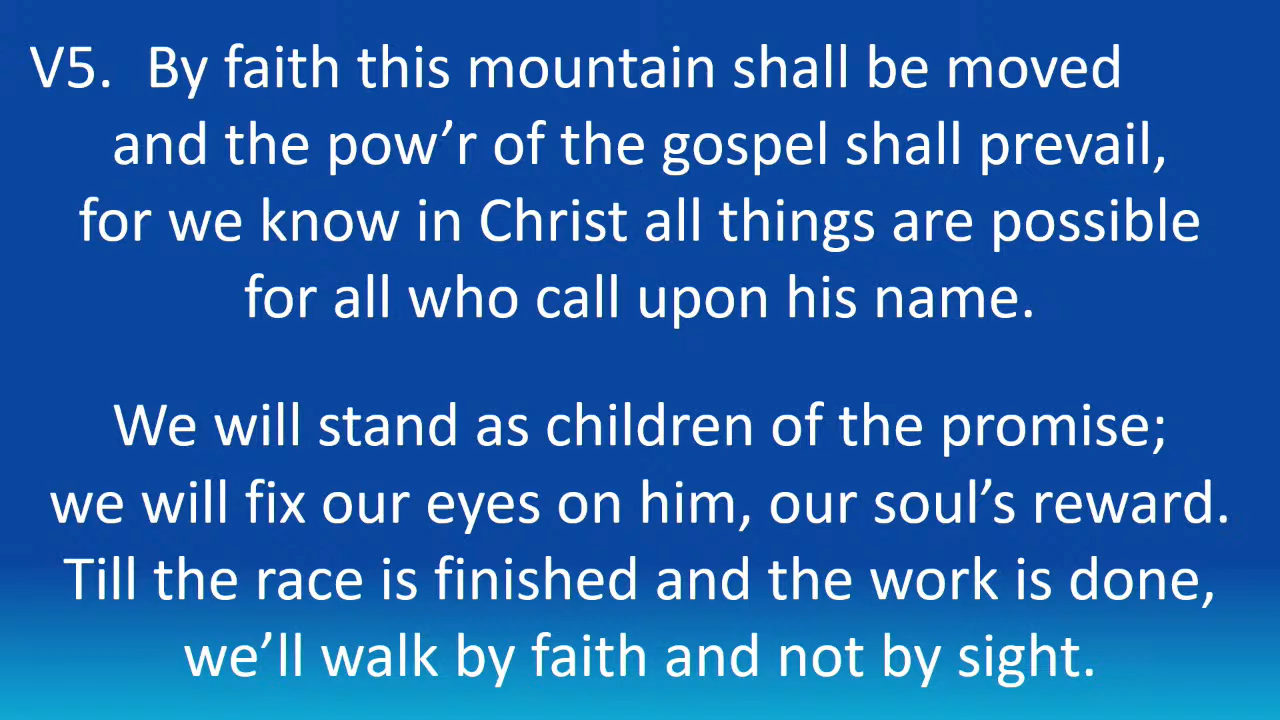 V5. By faith this mountain shall be moved
and the pow’r of the gospel shall prevail,
for we know in Christ all things are possible
for all who call upon his name.
We will stand as children of the promise;
we will fix our eyes on him, our soul’s reward.
Till the race is finished and the work is done,
we’ll walk by faith and not by sight.